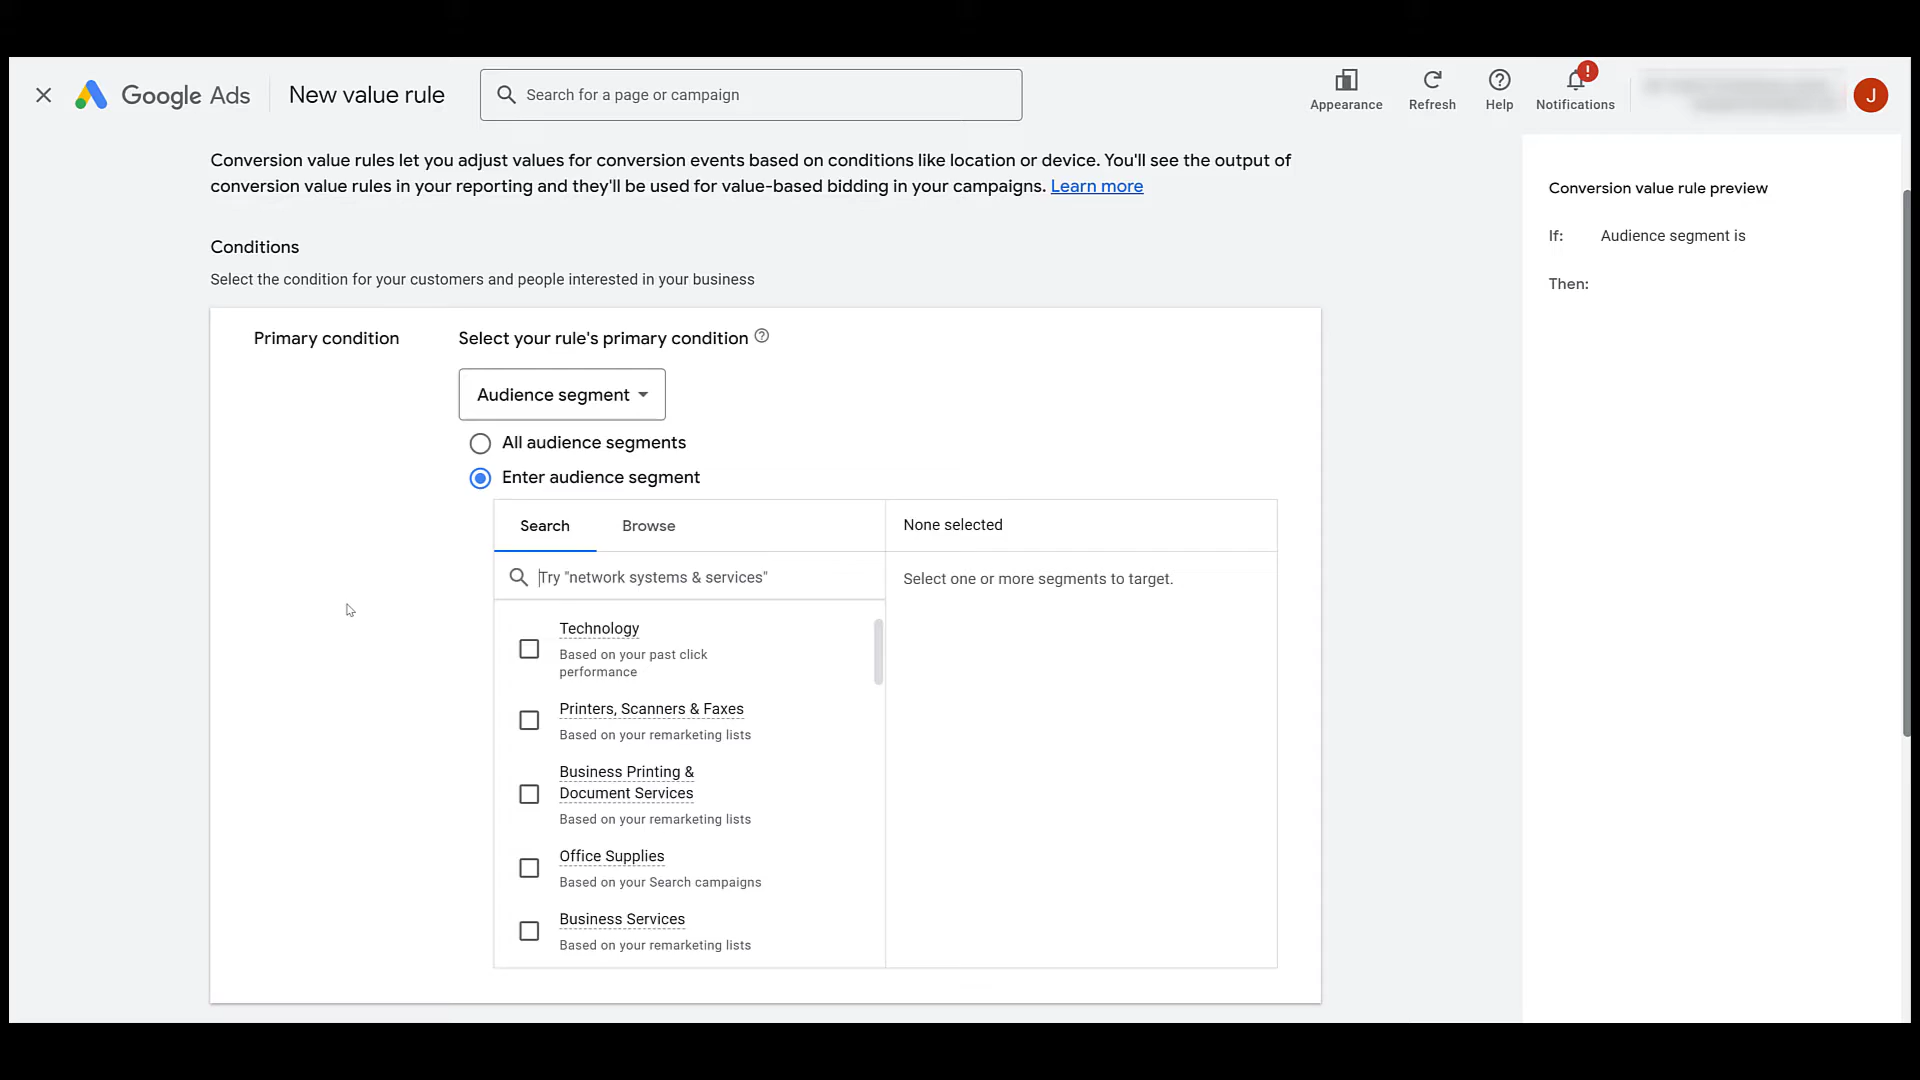 Google Ads
New value rule
Search for a page or campaign
Appearance
Refresh
Help
!
Notifications
J
Conversion value rules let you adjust values for conversion events based on conditions like location or device. You'll see the output of
conversion value rules in your reporting and they'll be used for value-based bidding in your campaigns. Learn more
Conditions
Select the condition for your customers and people interested in your business
Primary condition
Select your rule's primary condition ?
Audience segment
All audience segments
Enter audience segment
Search
Browse
None selected
Try "network systems & services"
Select one or more segments to target.
Technology
Based on your past click
performance
Printers, Scanners & Faxes
Based on your remarketing lists
Business Printing &
Document Services
Based on your remarketing lists
Office Supplies
Based on your Search campaigns
Business Services
Based on your remarketing lists
Conversion value rule preview
If: Audience segment is
Then: